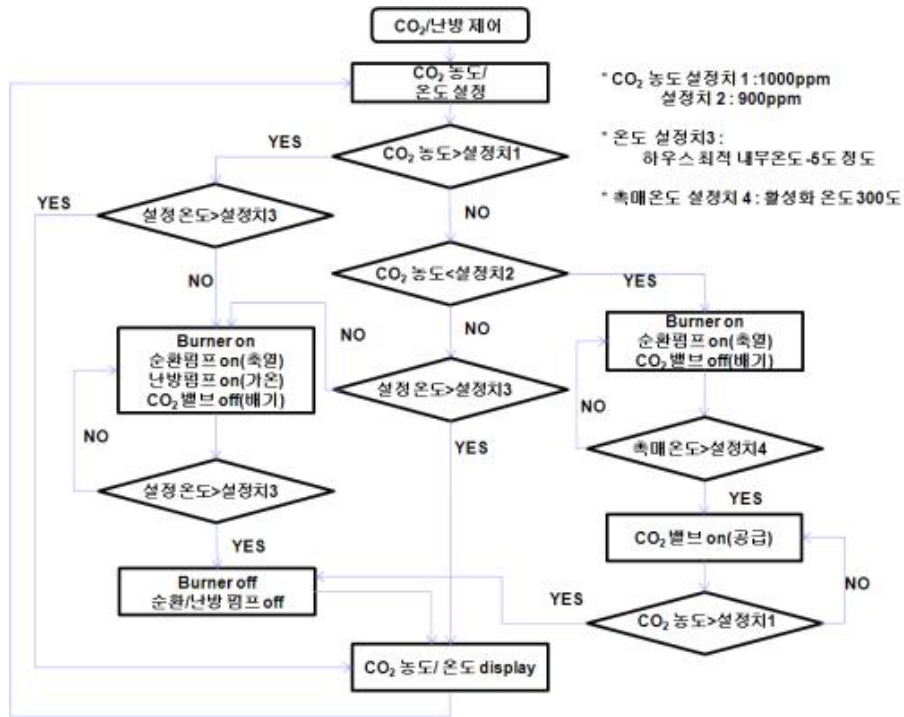 CO₂/난방 제어
CO₂ 농도/
온도 설정
* CO₂ 농도 설정치 1 : 1000ppm
설정치 2 : 900ppm
* 온도 설정치3 :
하우스 최적 내부온도 -5도 정도
* 촉매온도 설정치 4 : 활성화 온도300도
YES
CO₂ 농도>설정치1
YES
설정 온도>설정치3
NO
NO
CO₂ 농도<설정치2
YES
NO
NO
Burner on
순환펌프 on(축열)
난방펌프 on(가온)
CO₂ 밸브 off(배기)
설정 온도>설정치3
Burner on
순환펌프 on(축열)
CO₂ 밸브 off(배기)
NO
NO
YES
촉매온도>설정치4
설정 온도>설정치3
YES
YES
CO₂ 밸브 on(공급)
Burner off
순환/난방 펌프 off
YES
NO
CO₂ 농도>설정치1
CO₂ 농도/ 온도 display